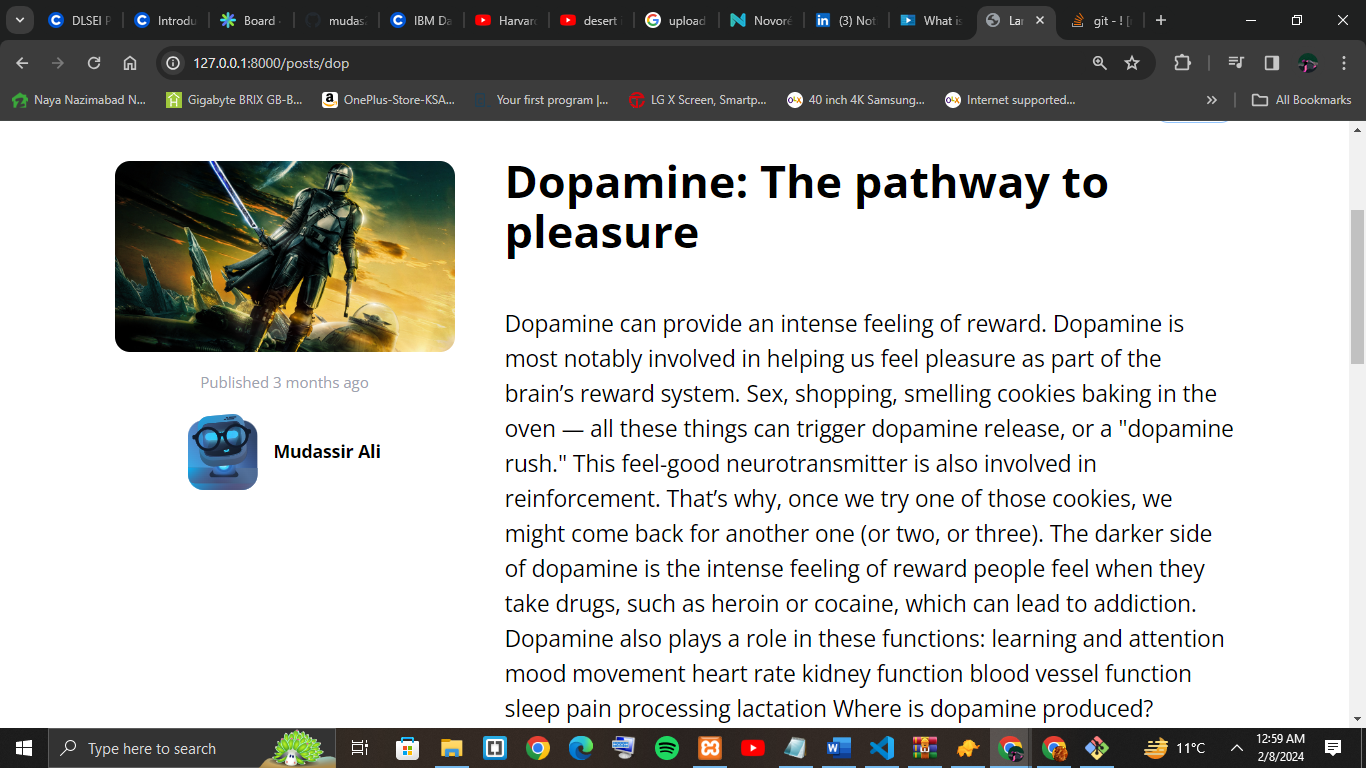 DLSEI P
Introdu
Board
mudas
IBM Da
Harvar
desert
upload
Novoré
(3) Not
What is
Lar
git - ! [
127.0.0.1:8000/posts/dop
Naya Nazimabad N...
Gigabyte BRIX GB-B...
OnePlus-Store-KSA...
Your first program |...
LG X Screen, Smartp...
40 inch 4K Samsung...
Internet supported...
All Bookmarks
Dopamine: The pathway to
pleasure
Published 3 months ago
Mudassir Ali
Dopamine can provide an intense feeling of reward. Dopamine is
most notably involved in helping us feel pleasure as part of the
brain’s reward system. Sex, shopping, smelling cookies baking in the
oven — all these things can trigger dopamine release, or a "dopamine
rush." This feel-good neurotransmitter is also involved in
reinforcement. That’s why, once we try one of those cookies, we
might come back for another one (or two, or three). The darker side
of dopamine is the intense feeling of reward people feel when they
take drugs, such as heroin or cocaine, which can lead to addiction.
Dopamine also plays a role in these functions: learning and attention
mood movement heart rate kidney function blood vessel function
sleep pain processing lactation Where is dopamine produced?
Type here to search
11°C
12:59 AM
2/8/2024